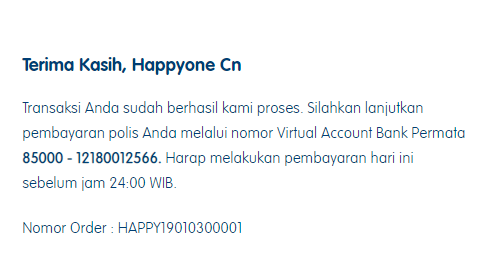 Terima Kasih, Happyone Cn
Transaksi Anda sudah berhasil kami proses. Silahkan lanjutkan
pembayaran polis Anda melalui nomor Virtual Account Bank Permata
85000 - 12180012566. Harap melakukan pembayaran hari ini
sebelum jam 24:00 WIB.
Nomor Order : HAPPY19010300001